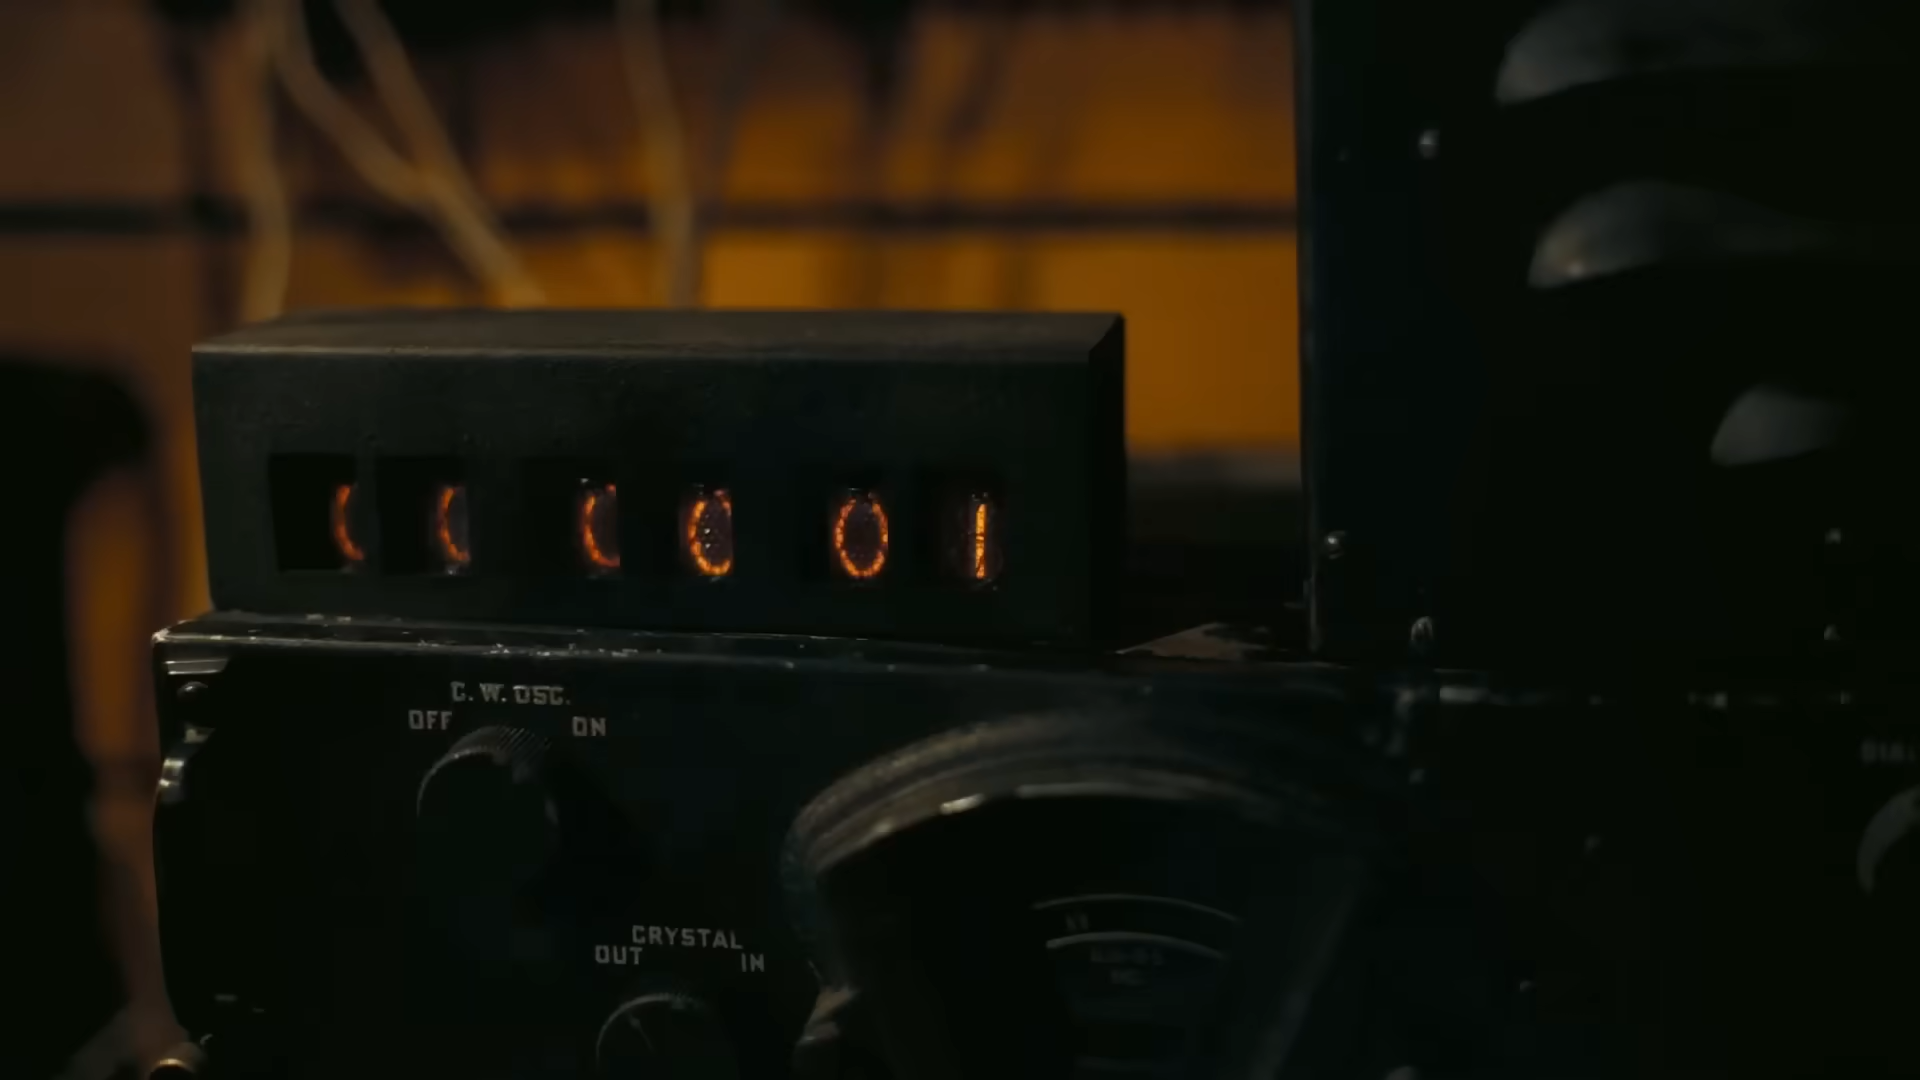 000001
C. W. OSC.
OFF ON
CRYSTAL
OUT IN